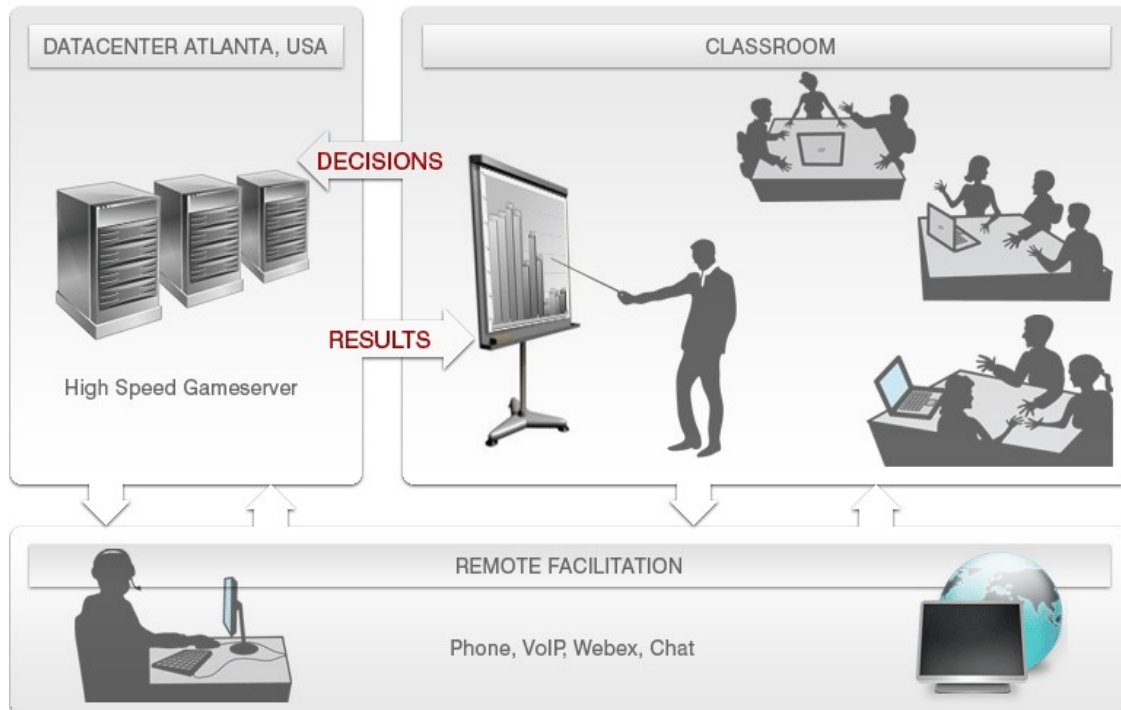 DATACENTER ATLANTA, USA
CLASSROOM
DECISIONS
RESULTS
High Speed Gameserver
REMOTE FACILITATION
Phone, VoIP, Webex, Chat